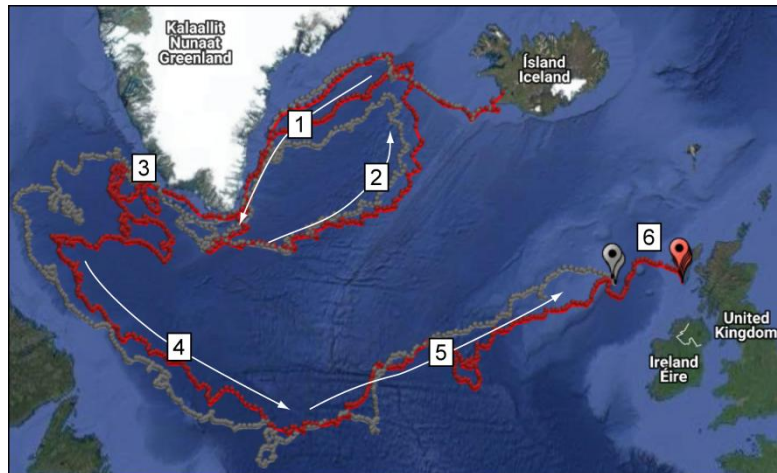 Kalaallit
Nunaat
Greenland
Ísland
Iceland
1
2
3
6
4
5
United
Kingdom
Ireland
Éire